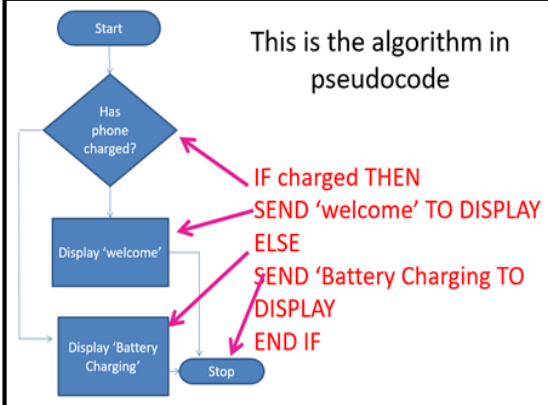 Start
This is the algorithm in
pseudocode
Has
phone
charged?
IF charged THEN
SEND ‘welcome’ TO DISPLAY
Display ‘welcome’
ELSE
SEND ‘Battery Charging TO
DISPLAY
END IF
Display ‘Battery
Charging’
Stop